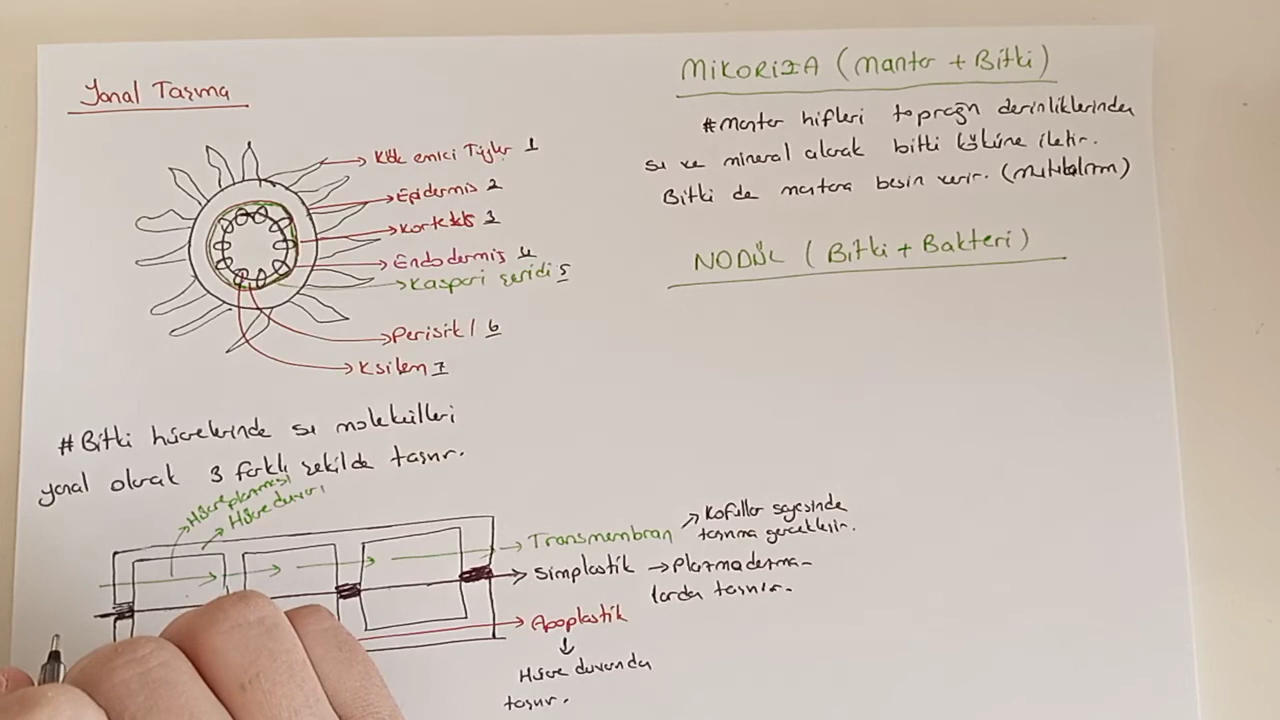 Yanal Taşıma
Kök emici Tüyler 1
Epidermis 2
Korteks 3
Endodermis 4
Kaspari şeridi 5
Perisikl 6
Ksilem 7
# Bitki hücrelerinde su molekülleri
yanal olarak 3 farklı şekilde taşınır.
Hücre plazması
Hücre duvarı
Transmembran
Kofullar sayesinde
taşınma gerçekleşir.
Simplastik
Plazmaderma-
larda taşınır.
Apoplastik
Hücre duvarında
taşınır.
MİKORİZA (Mantar + Bitki)
# Mantar hifleri toprağın derinliklerinden
su ve mineral alarak bitki köküne iletir.
Bitki de mantara besin verir. (mutualizm)
NODÜL (Bitki + Bakteri)